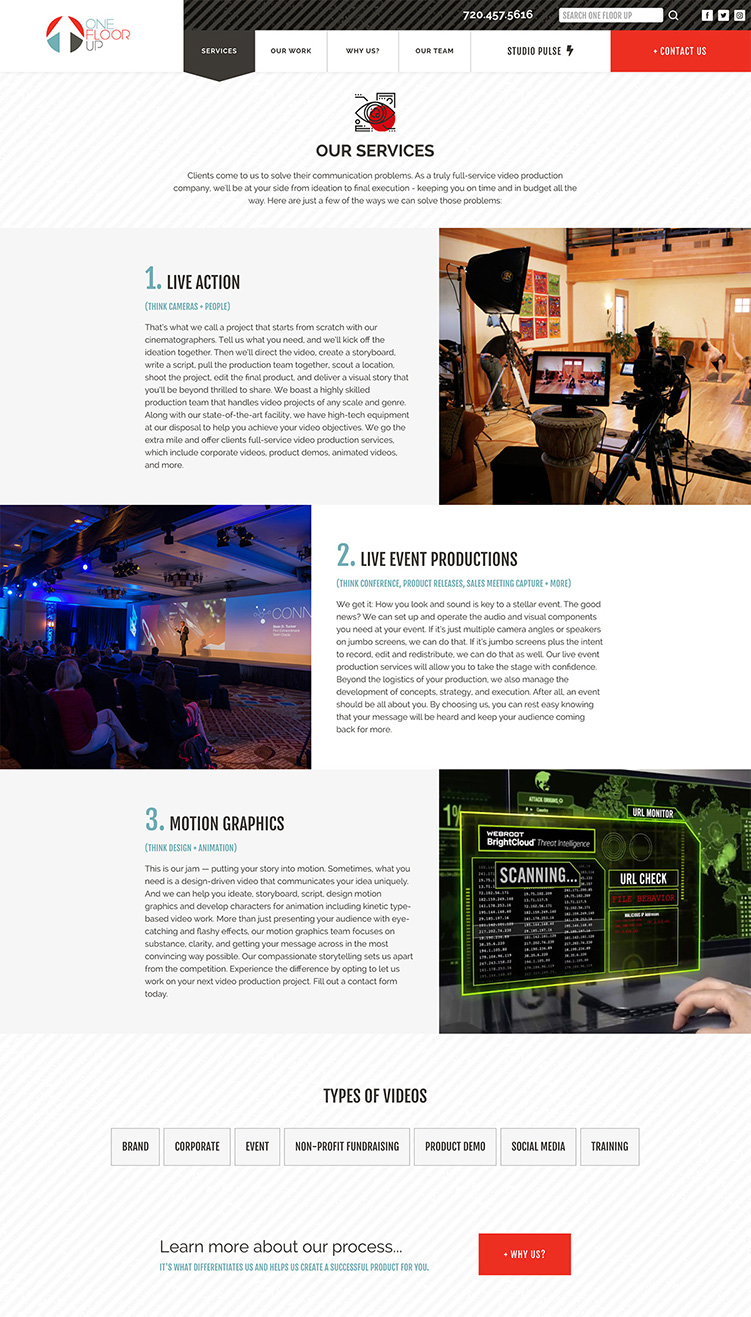 ONE
FLOOR
UP
720.457.5616
SEARCH ONE FLOOR UP
SERVICES
OUR WORK
WHY US?
OUR TEAM
STUDIO PULSE
+ CONTACT US
OUR SERVICES
Clients come to us to solve their communication problems. As a truly full-service video production
company, we'll be at your side from ideation to final execution - keeping you on time and in budget all the
way. Here are just a few of the ways we can solve those problems:
1. LIVE ACTION
(THINK CAMERAS + PEOPLE)
That's what we call a project that starts from scratch with our
cinematographers. Tell us what you need, and we'll kick off the
ideation together. Then we'll direct the video, create a storyboard,
write a script, pull the production team together, scout a location,
shoot the project, edit the final product, and deliver a visual story that
you'll be beyond thrilled to share. We boast a highly skilled
production team that handles video projects of any scale and genre.
Along with our state-of-the-art facility, we have high-tech equipment
at our disposal to help you achieve your video objectives. We go the
extra mile and offer clients full-service video production services,
which include corporate videos, product demos, animated videos,
and more.
CONN
2. LIVE EVENT PRODUCTIONS
(THINK CONFERENCE, PRODUCT RELEASES, SALES MEETING CAPTURE + MORE)
We get it: How you look and sound is key to a stellar event. The good
news? We can set up and operate the audio and visual components
you need at your event. If it's just multiple camera angles or speakers
on jumbo screens, we can do that. If it's jumbo screens plus the intent
to record, edit and redistribute, we can do that as well. Our live event
production services will allow you to take the stage with confidence.
Beyond the logistics of your production, we also manage the
development of concepts, strategy, and execution. After all, an event
should be all about you. By choosing us, you can rest easy knowing
that your message will be heard and keep your audience coming
back for more.
3. MOTION GRAPHICS
(THINK DESIGN + ANIMATION)
This is our jam — putting your story into motion. Sometimes, what you
need is a design-driven video that communicates your idea uniquely.
And we can help you ideate, storyboard, script, design motion
graphics and develop characters for animation including kinetic type-
based video work. More than just presenting your audience with eye-
catching and flashy effects, our motion graphics team focuses on
substance, clarity, and getting your message across in the most
convincing way possible. Our compassionate storytelling sets us apart
from the competition. Experience the difference by opting to let us
work on your next video production project. Fill out a contact form
today.
ATTACK ORIGINS
1%
URL MONITOR
WEBROOT
BrightCloud Threat Intelligence
SCANNING...
URL CHECK
FILE BEHAVIOR
MALICIOUS IP Addresses
TYPES OF VIDEOS
BRAND
CORPORATE
EVENT
NON-PROFIT FUNDRAISING
PRODUCT DEMO
SOCIAL MEDIA
TRAINING
Learn more about our process...
IT'S WHAT DIFFERENTIATES US AND HELPS US CREATE A SUCCESSFUL PRODUCT FOR YOU.
+ WHY US?